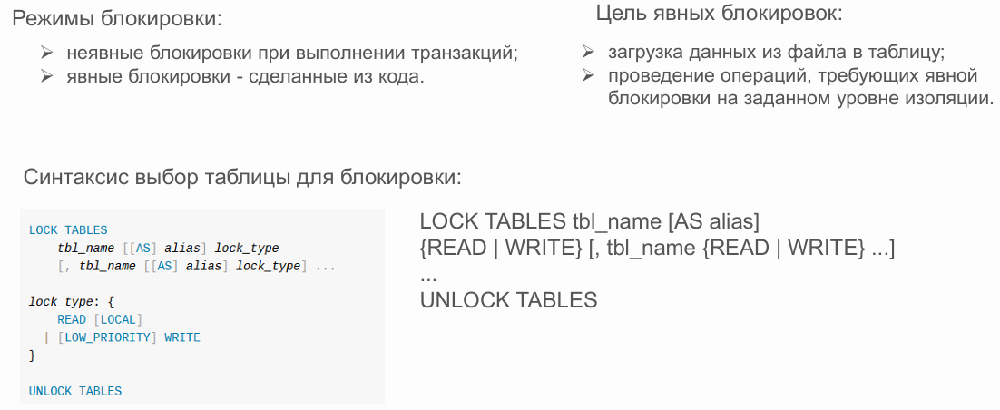 Режимы блокировки:
➢ неявные блокировки при выполнении транзакций;
➢ явные блокировки - сделанные из кода.
Цель явных блокировок:
➢ загрузка данных из файла в таблицу;
➢ проведение операций, требующих явной
блокировки на заданном уровне изоляции.
Синтаксис выбор таблицы для блокировки:
LOCK TABLES
tbl_name [[AS] alias] lock_type
[, tbl_name [[AS] alias] lock_type] ...
lock_type: {
READ [LOCAL]
| [LOW_PRIORITY] WRITE
}
UNLOCK TABLES
LOCK TABLES tbl_name [AS alias]
{READ | WRITE} [, tbl_name {READ | WRITE} ...]
...
UNLOCK TABLES